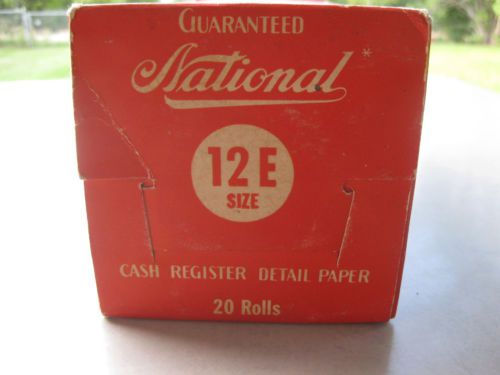 GUARANTEED
National*
12 E
SIZE
CASH REGISTER DETAIL PAPER
20 Rolls